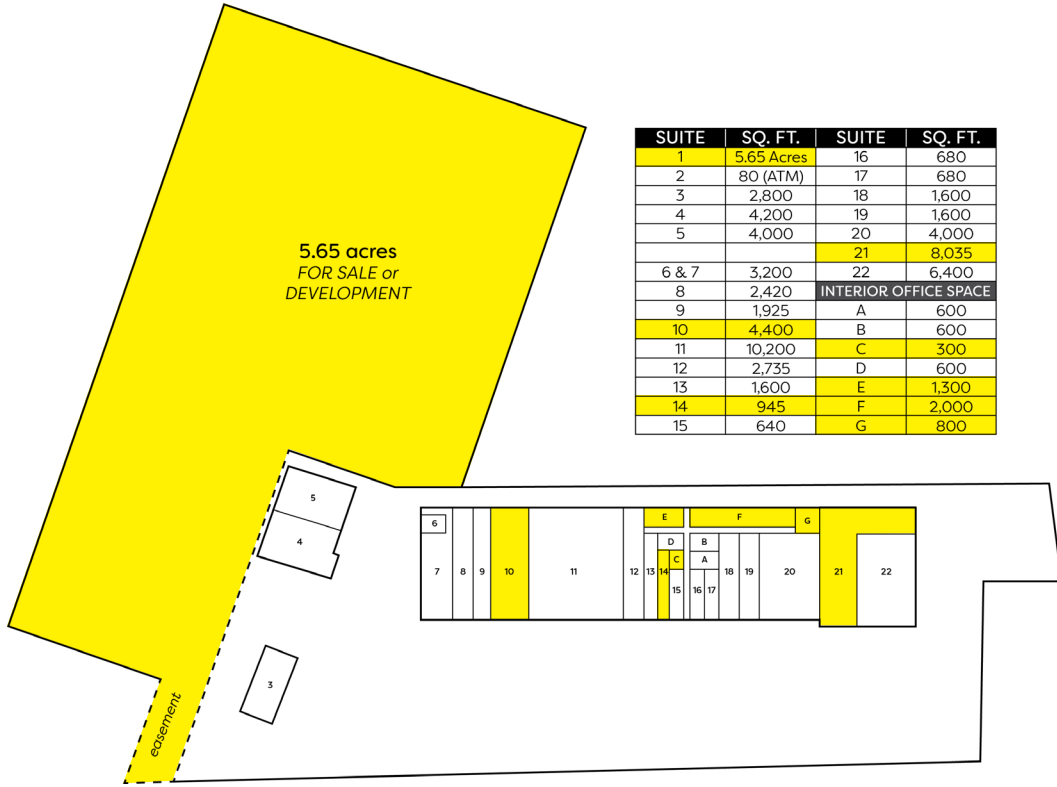 SUITE SQ. FT. SUITE SQ. FT.
1 5.65 Acres 16 680
2 80 (ATM) 17 680
3 2,800 18 1,600
4 4,200 19 1,600
5 4,000 20 4,000
21 8,035
6 & 7 3,200 22 6,400
8 2,420 INTERIOR OFFICE SPACE
9 1,925 A 600
10 4,400 B 600
11 10,200 C 300
12 2,735 D 600
13 1,600 E 1,300
14 945 F 2,000
15 640 G 800
5.65 acres
FOR SALE or
DEVELOPMENT
5
4
3
easement
6
7 8 9 10 11 12 13 14 15 16 17 18 19 20 21 22
E F G
D B
C A